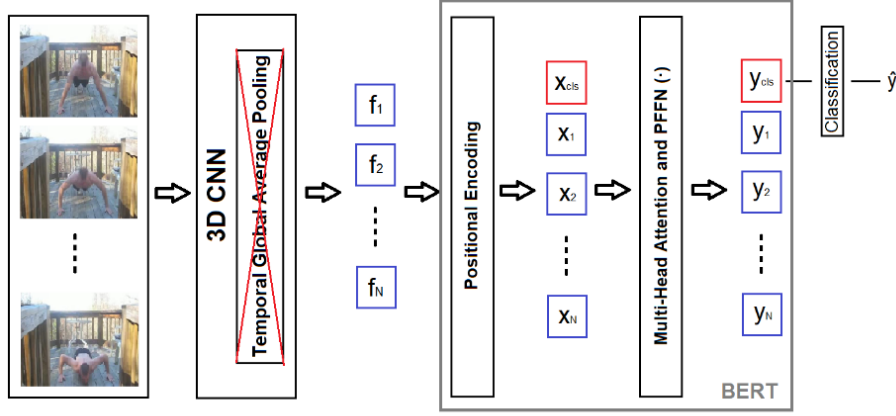 3D CNN
Temporal Global Average Pooling
f1
f2
fN
Positional Encoding
xcls
x1
x2
xN
Multi-Head Attention and PFFN (·)
ycls
y1
y2
yN
BERT
Classification
ŷ